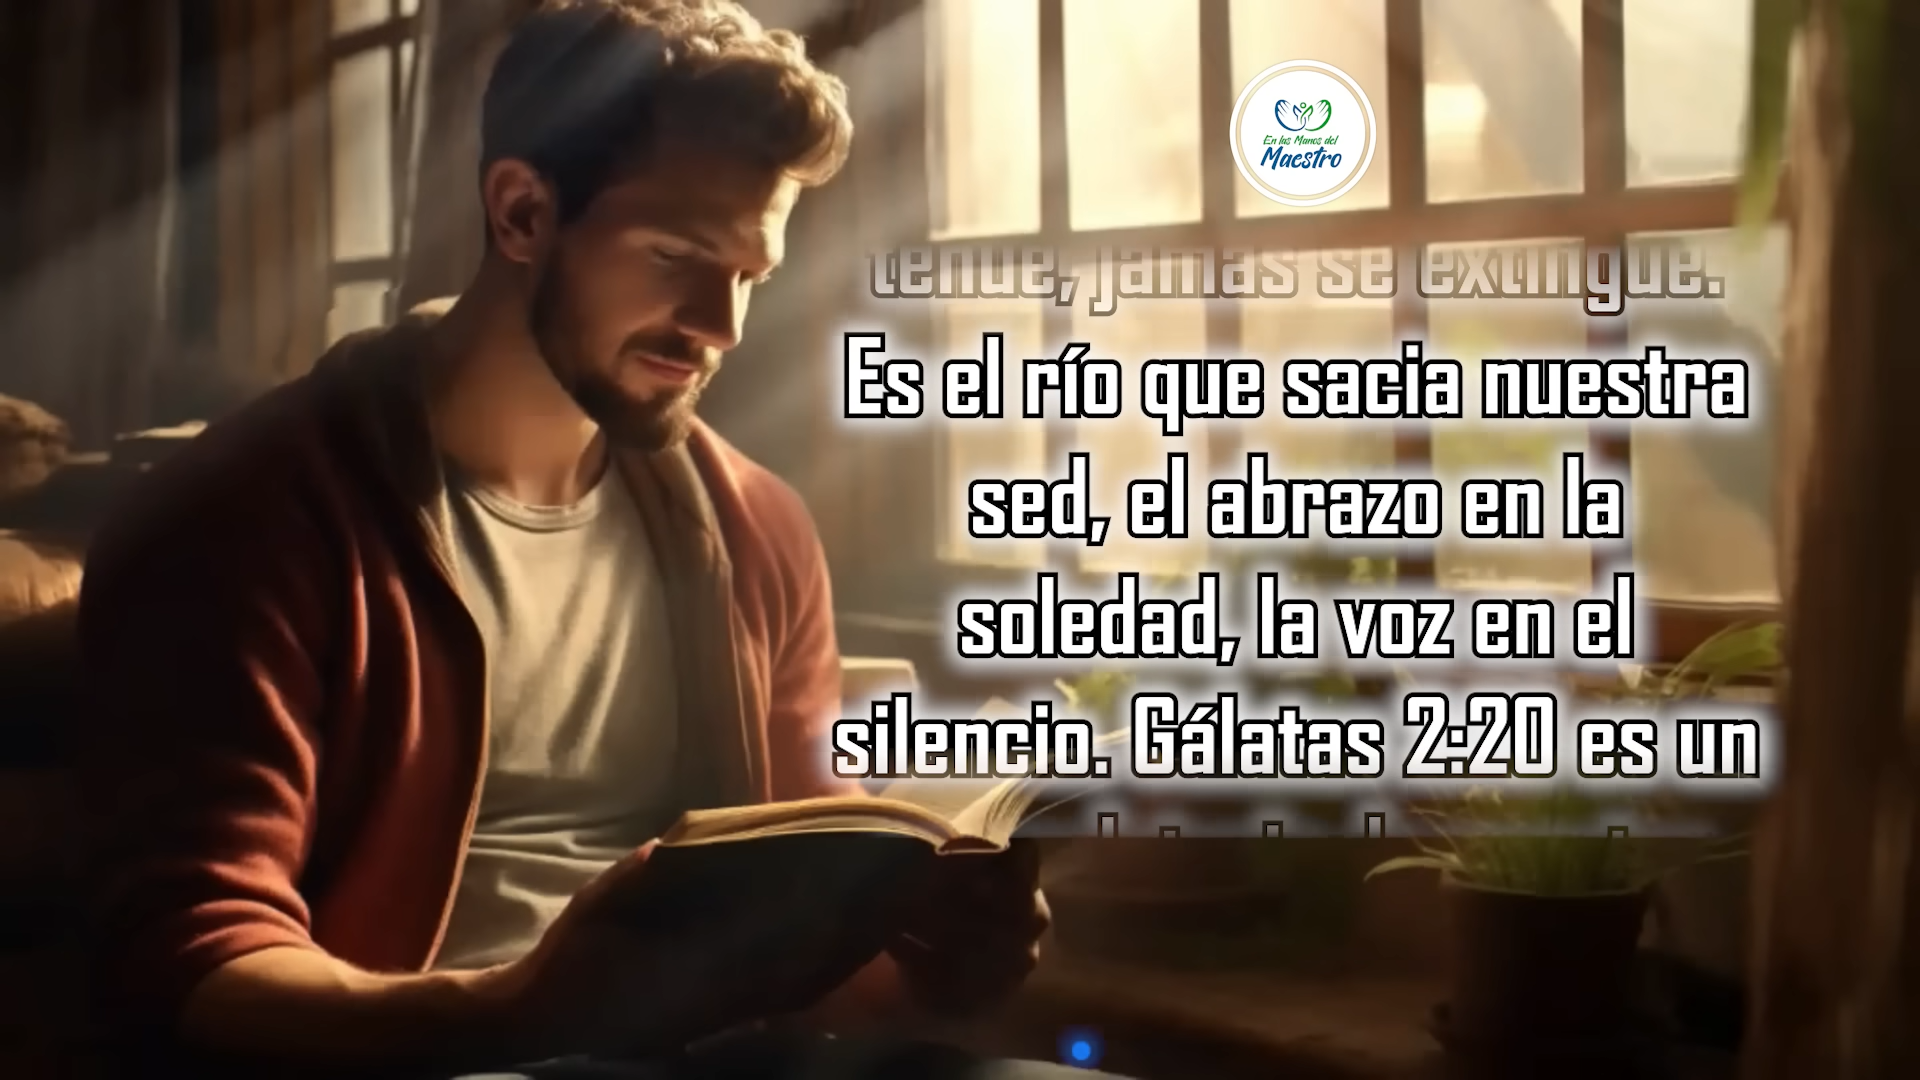 En las Manos del
Maestro
tenue, jamás se extingue.
Es el río que sacia nuestra
sed, el abrazo en la
soledad, la voz en el
silencio. Gálatas 2:20 es un